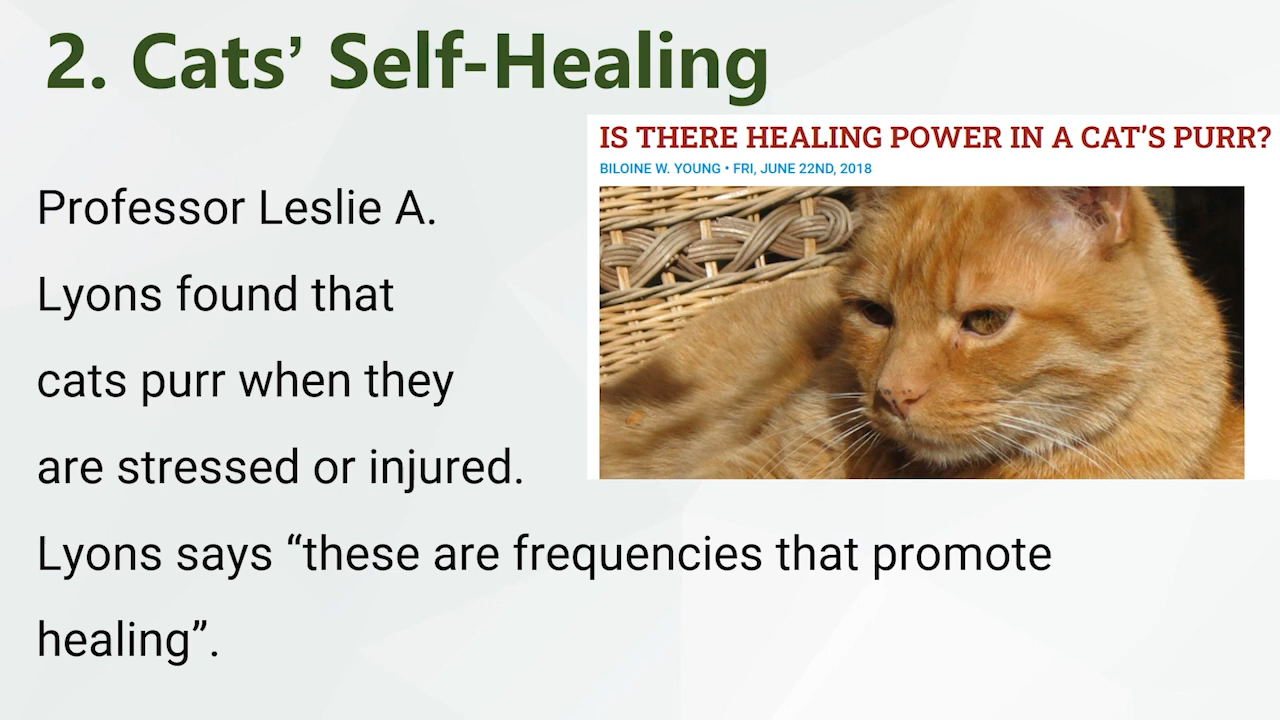 2. Cats’ Self-Healing
IS THERE HEALING POWER IN A CAT’S PURR?
BILOINE W. YOUNG • FRI, JUNE 22ND, 2018
Professor Leslie A.
Lyons found that
cats purr when they
are stressed or injured.
Lyons says “these are frequencies that promote
healing”.